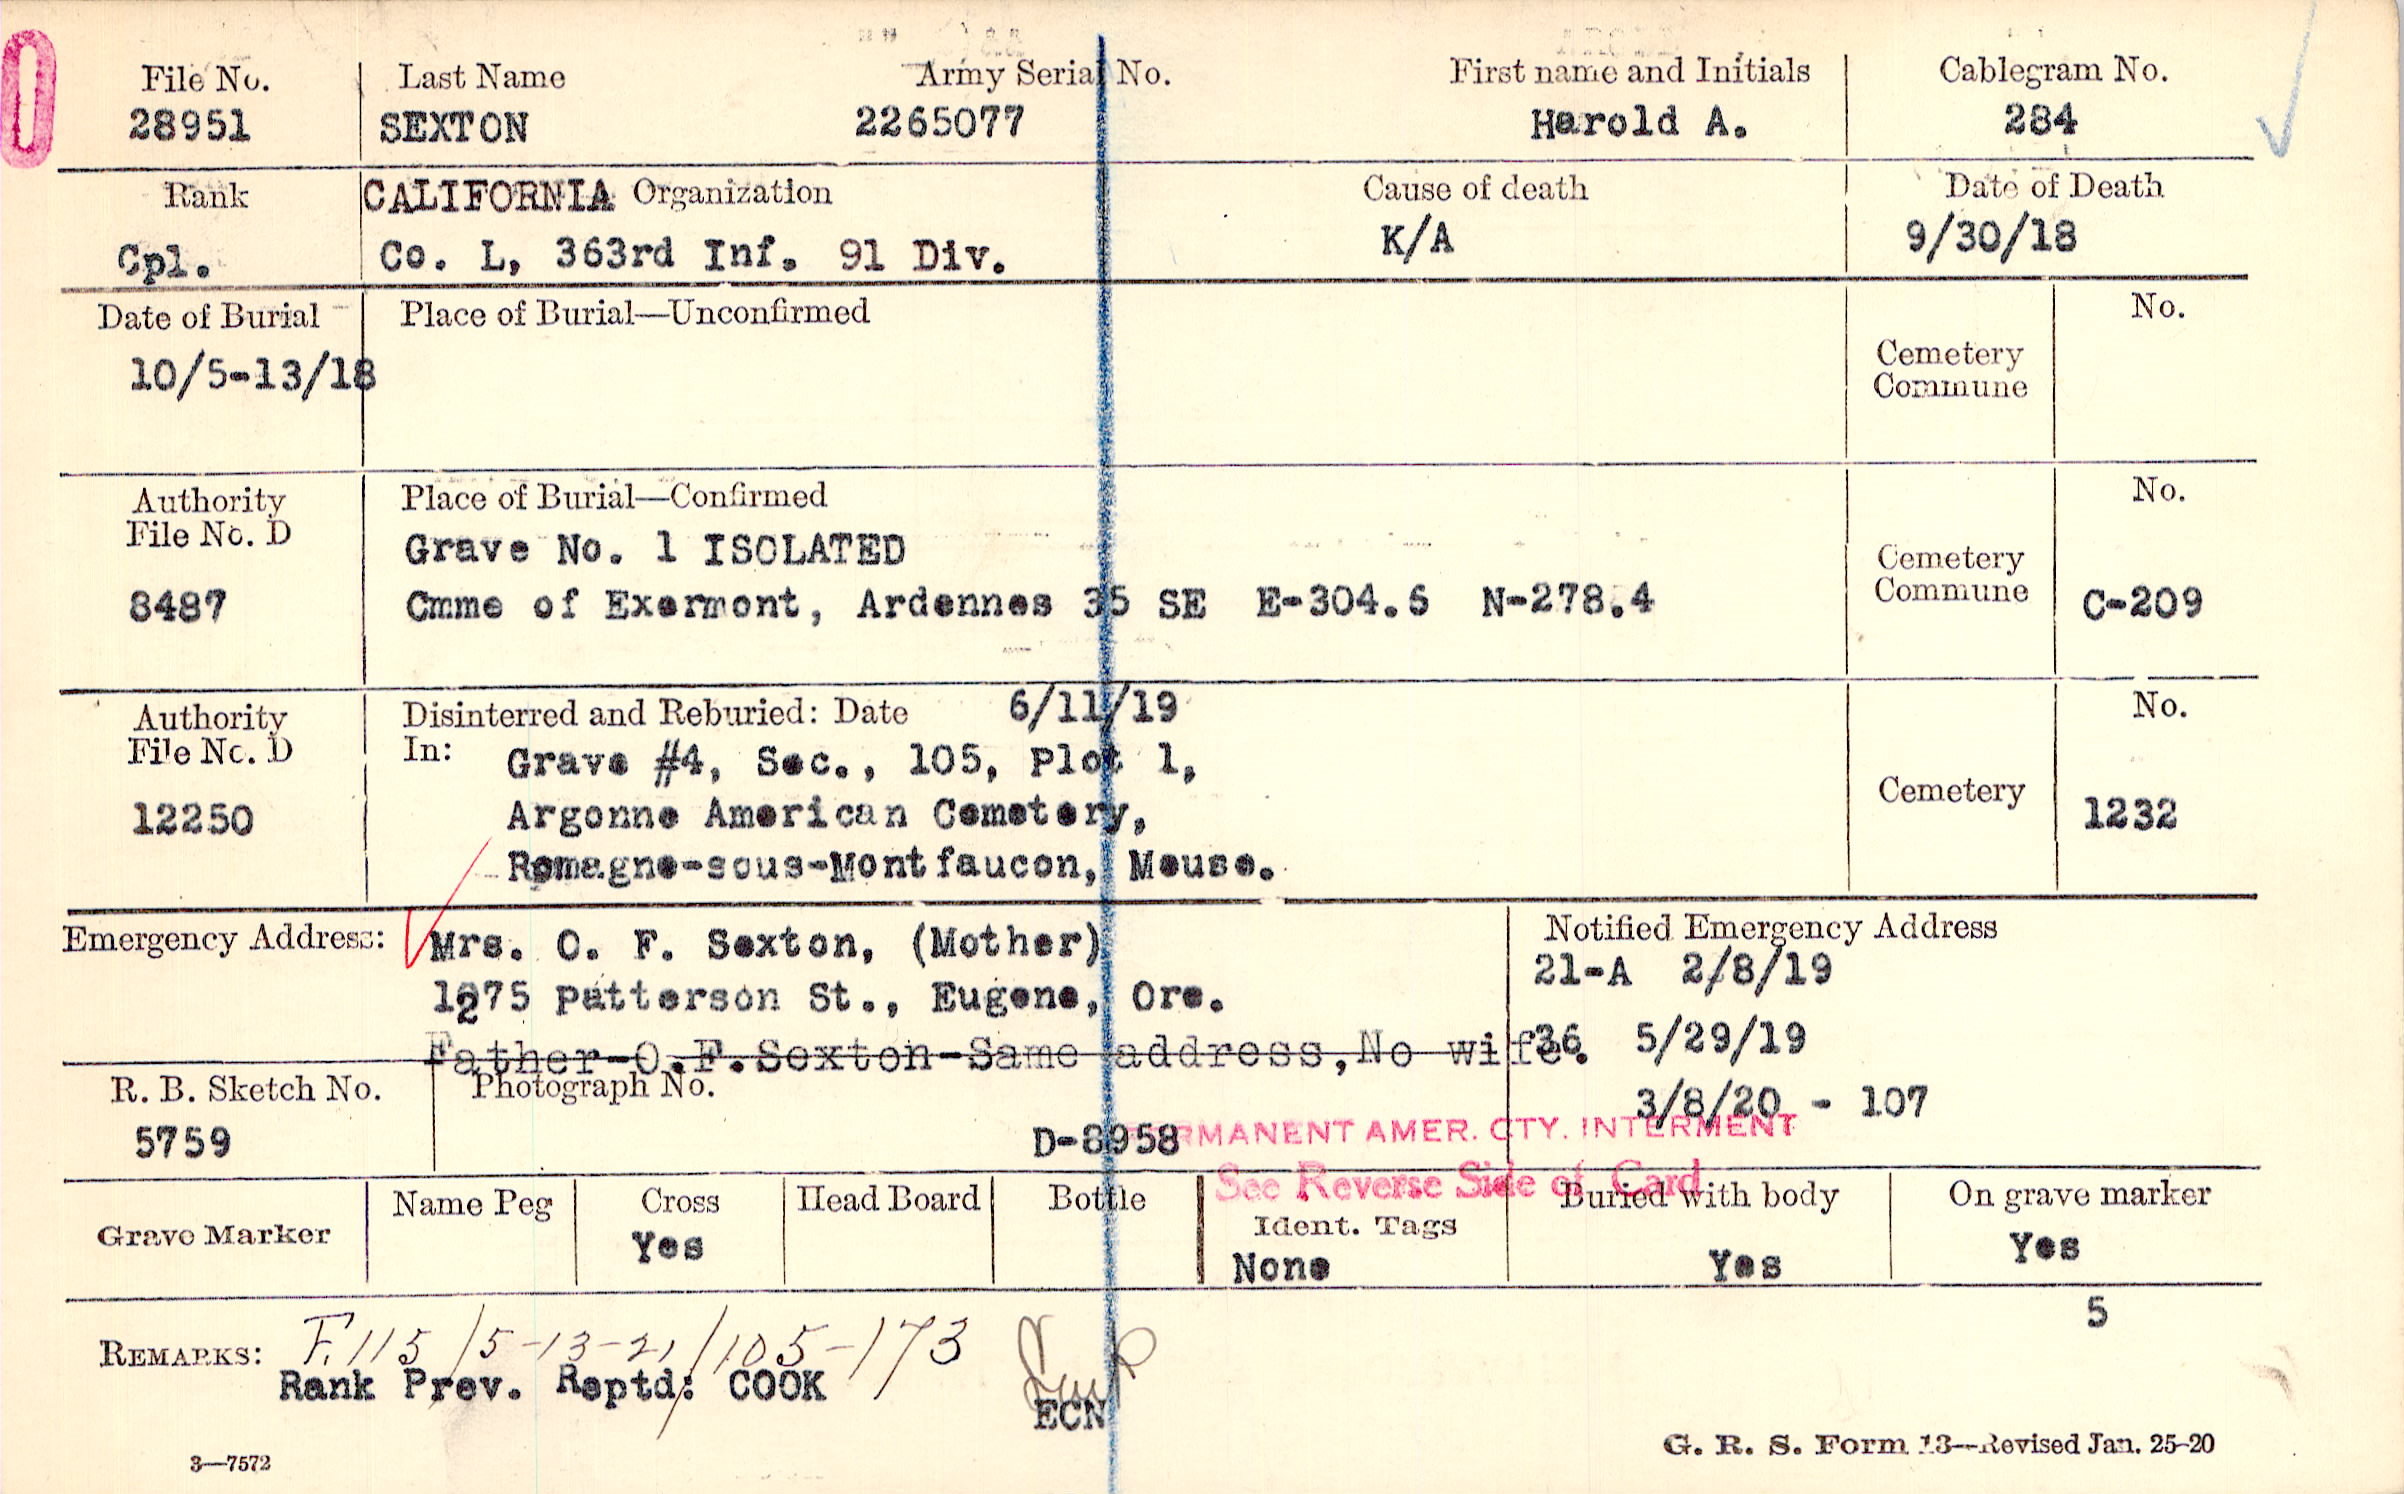 File No. Last Name Army Serial No. First name and Initials Cablegram No.
28951 SEXTON 2265077 Harold A. 284
Rank CALIFORNIA Organization Cause of death Date of Death
Cpl. Co. L, 363rd Inf. 91 Div. K/A 9/30/18
Date of Burial Place of Burial—Unconfirmed No.
10/5-13/18 Cemetery
Commune
Authority Place of Burial—Confirmed No.
File No. D
Grave No. 1 ISOLATED Cemetery
8487 Cmme of Exermont, Ardennes 35 SE E-304.6 N-278.4 Commune C-209
Authority Disinterred and Reburied: Date 6/11/19 No.
File No. D In: Grave #4, Sec., 105, Plot 1,
12250 Argonne American Cemetery, Cemetery 1232
Romagne-sous-Montfaucon, Meuse.
Emergency Address: Mrs. O. F. Sexton, (Mother) Notified Emergency Address
1275 Patterson St., Eugene, Ore. 21-A 2/8/19
Father-O.F.Sexton-Same address,No wife. 36 5/29/19
R. B. Sketch No. Photograph No. 3/8/20 - 107
5759 D-8958 PERMANENT AMER. CTY. INTERMENT
See Reverse Side of Card
Grave Marker Name Peg Cross Head Board Bottle Ident. Tags Buried with body On grave marker
Yes None Yes Yes
5
REMARKS: F.115/5-13-21/105-173
Rank Prev. Reptd: COOK ECN
3—7572 G. R. S. Form 13—Revised Jan. 25-20